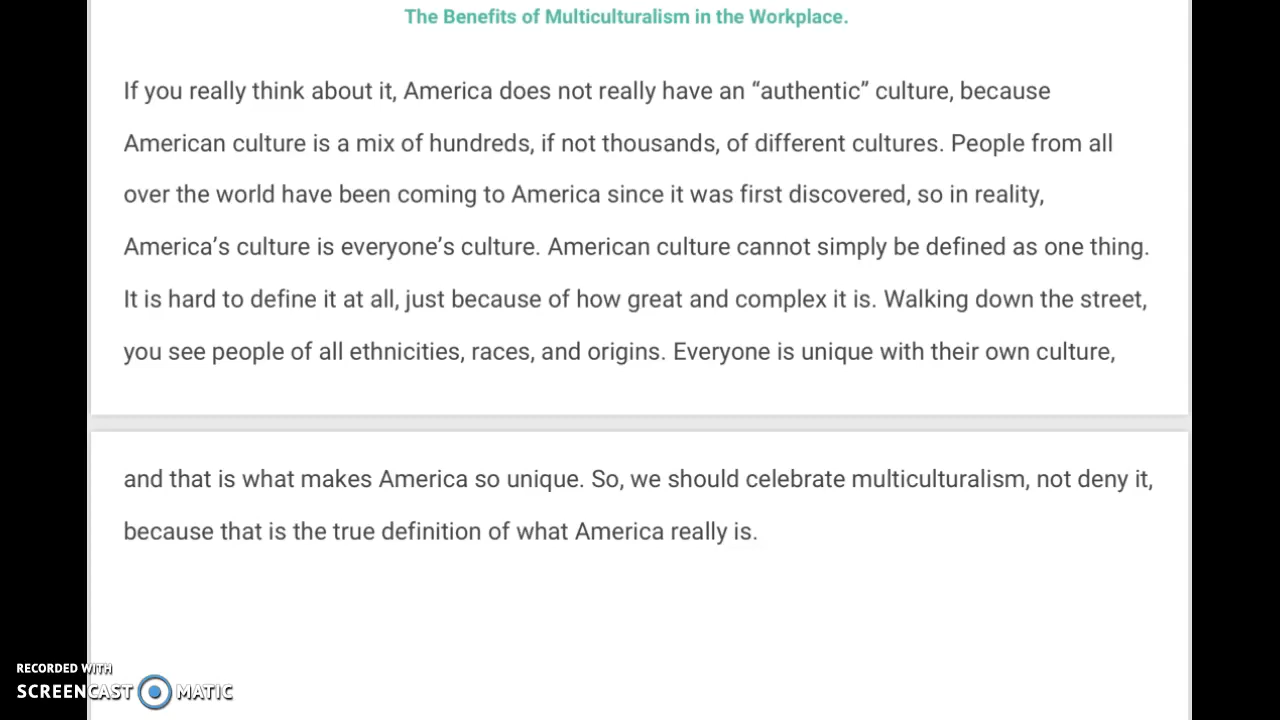 The Benefits of Multiculturalism in the Workplace.
If you really think about it, America does not really have an “authentic” culture, because
American culture is a mix of hundreds, if not thousands, of different cultures. People from all
over the world have been coming to America since it was first discovered, so in reality,
America’s culture is everyone’s culture. American culture cannot simply be defined as one thing.
It is hard to define it at all, just because of how great and complex it is. Walking down the street,
you see people of all ethnicities, races, and origins. Everyone is unique with their own culture,
and that is what makes America so unique. So, we should celebrate multiculturalism, not deny it,
because that is the true definition of what America really is.
RECORDED WITH
SCREENCAST MATIC